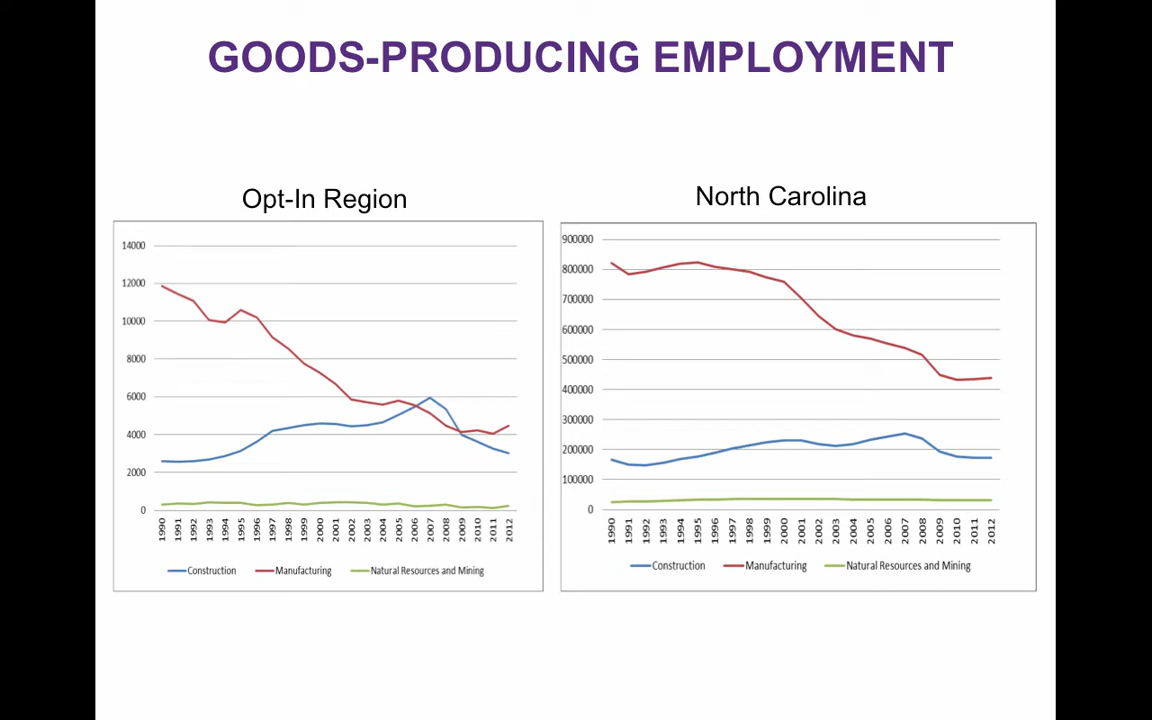 GOODS-PRODUCING EMPLOYMENT
Opt-In Region
14000
12000
10000
8000
6000
4000
2000
0
1990 1991 1992 1993 1994 1995 1996 1997 1998 1999 2000 2001 2002 2003 2004 2005 2006 2007 2008 2009 2010 2011 2012
Construction Manufacturing Natural Resources and Mining
North Carolina
900000
800000
700000
600000
500000
400000
300000
200000
100000
0
1990 1991 1992 1993 1994 1995 1996 1997 1998 1999 2000 2001 2002 2003 2004 2005 2006 2007 2008 2009 2010 2011 2012
Construction Manufacturing Natural Resources and Mining